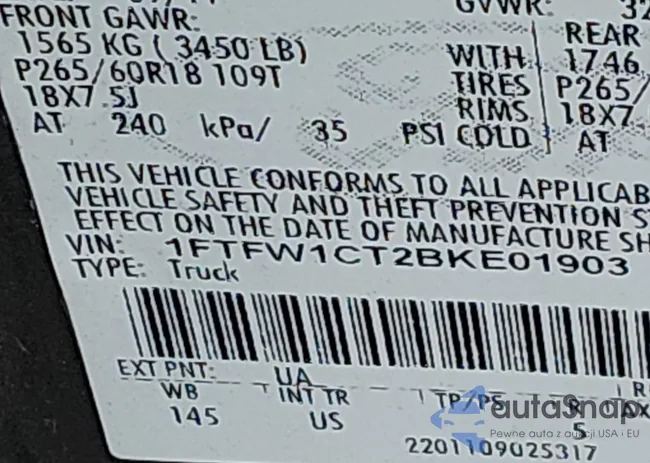 FRONT GAWR: GVWR: 32
1565 KG ( 3450 LB) REAR
P265/60R18 109T WITH 1746
18X7.5J TIRES P265/
RIMS 18X7
AT 240 kPa/ 35 PSI COLD AT
THIS VEHICLE CONFORMS TO ALL APPLICAB
VEHICLE SAFETY AND THEFT PREVENTION S
EFFECT ON THE DATE OF MANUFACTURE SH
VIN: 1FTFW1CT2BKE01903
TYPE: Truck
EXT PNT: UA
WB INT TR TP/PS R AX
145 US 5
autasnap
Pewne auta z aukcji USA i EU
2201109025317